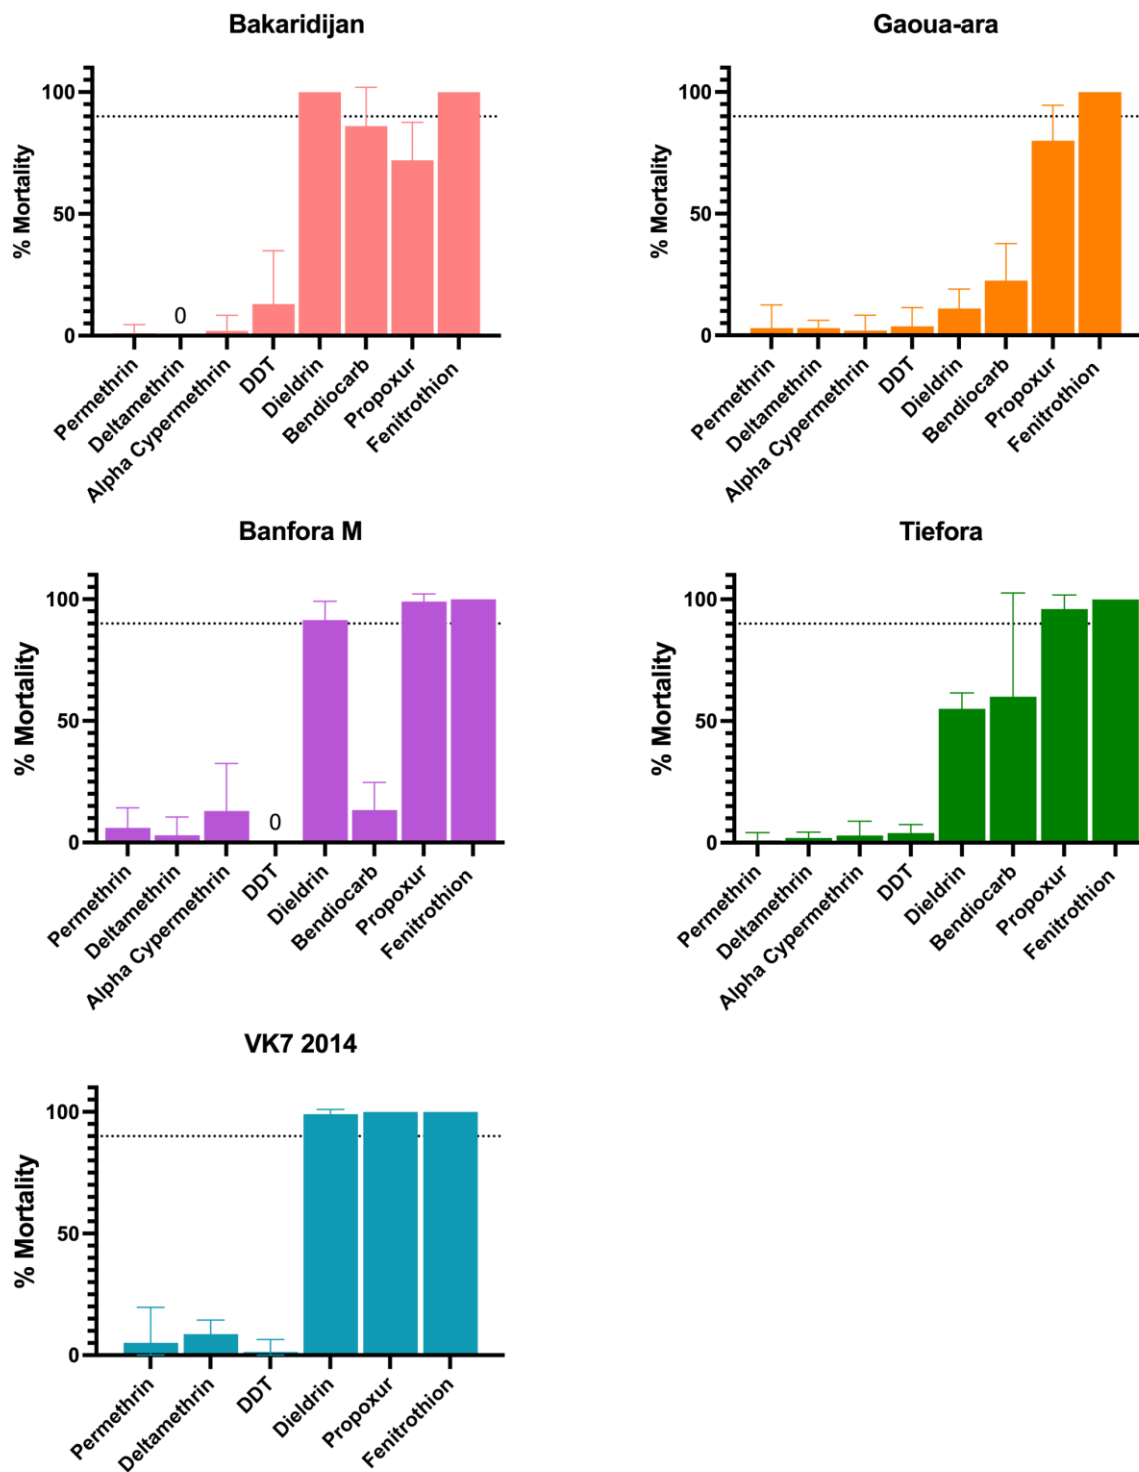 Bakaridijan
% Mortality
100
50
0
0
Permethrin
Deltamethrin
Alpha Cypermethrin
DDT
Dieldrin
Bendiocarb
Propoxur
Fenitrothion
Gaoua-ara
% Mortality
100
50
0
Permethrin
Deltamethrin
Alpha Cypermethrin
DDT
Dieldrin
Bendiocarb
Propoxur
Fenitrothion
Banfora M
% Mortality
100
50
0
0
Permethrin
Deltamethrin
Alpha Cypermethrin
DDT
Dieldrin
Bendiocarb
Propoxur
Fenitrothion
Tiefora
% Mortality
100
50
0
Permethrin
Deltamethrin
Alpha Cypermethrin
DDT
Dieldrin
Bendiocarb
Propoxur
Fenitrothion
VK7 2014
% Mortality
100
50
0
Permethrin
Deltamethrin
DDT
Dieldrin
Propoxur
Fenitrothion